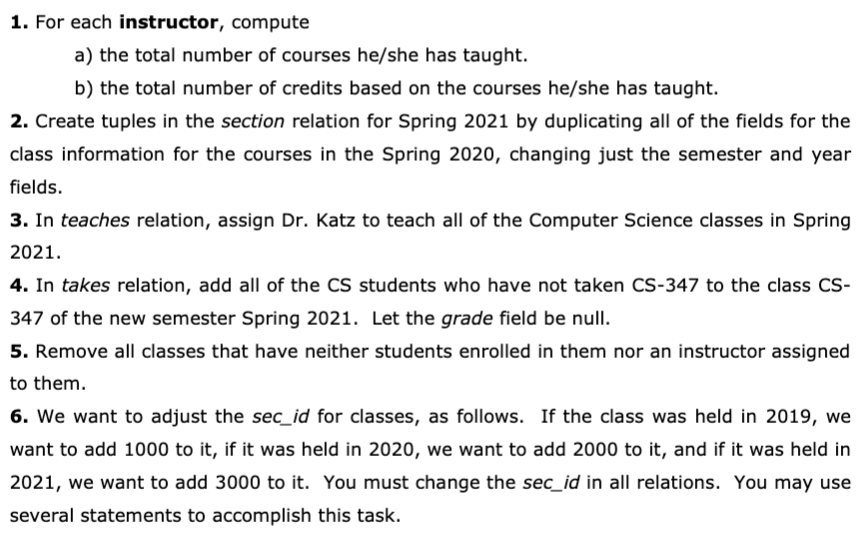 1. For each instructor, compute
a) the total number of courses he/she has taught.
b) the total number of credits based on the courses he/she has taught.
2. Create tuples in the section relation for Spring 2021 by duplicating all of the fields for the
class information for the courses in the Spring 2020, changing just the semester and year
fields.
3. In teaches relation, assign Dr. Katz to teach all of the Computer Science classes in Spring
2021.
4. In takes relation, add all of the CS students who have not taken CS-347 to the class CS-
347 of the new semester Spring 2021. Let the grade field be null.
5. Remove all classes that have neither students enrolled in them nor an instructor assigned
to them.
6. We want to adjust the sec_id for classes, as follows. If the class was held in 2019, we
want to add 1000 to it, if it was held in 2020, we want to add 2000 to it, and if it was held in
2021, we want to add 3000 to it. You must change the sec_id in all relations. You may use
several statements to accomplish this task.